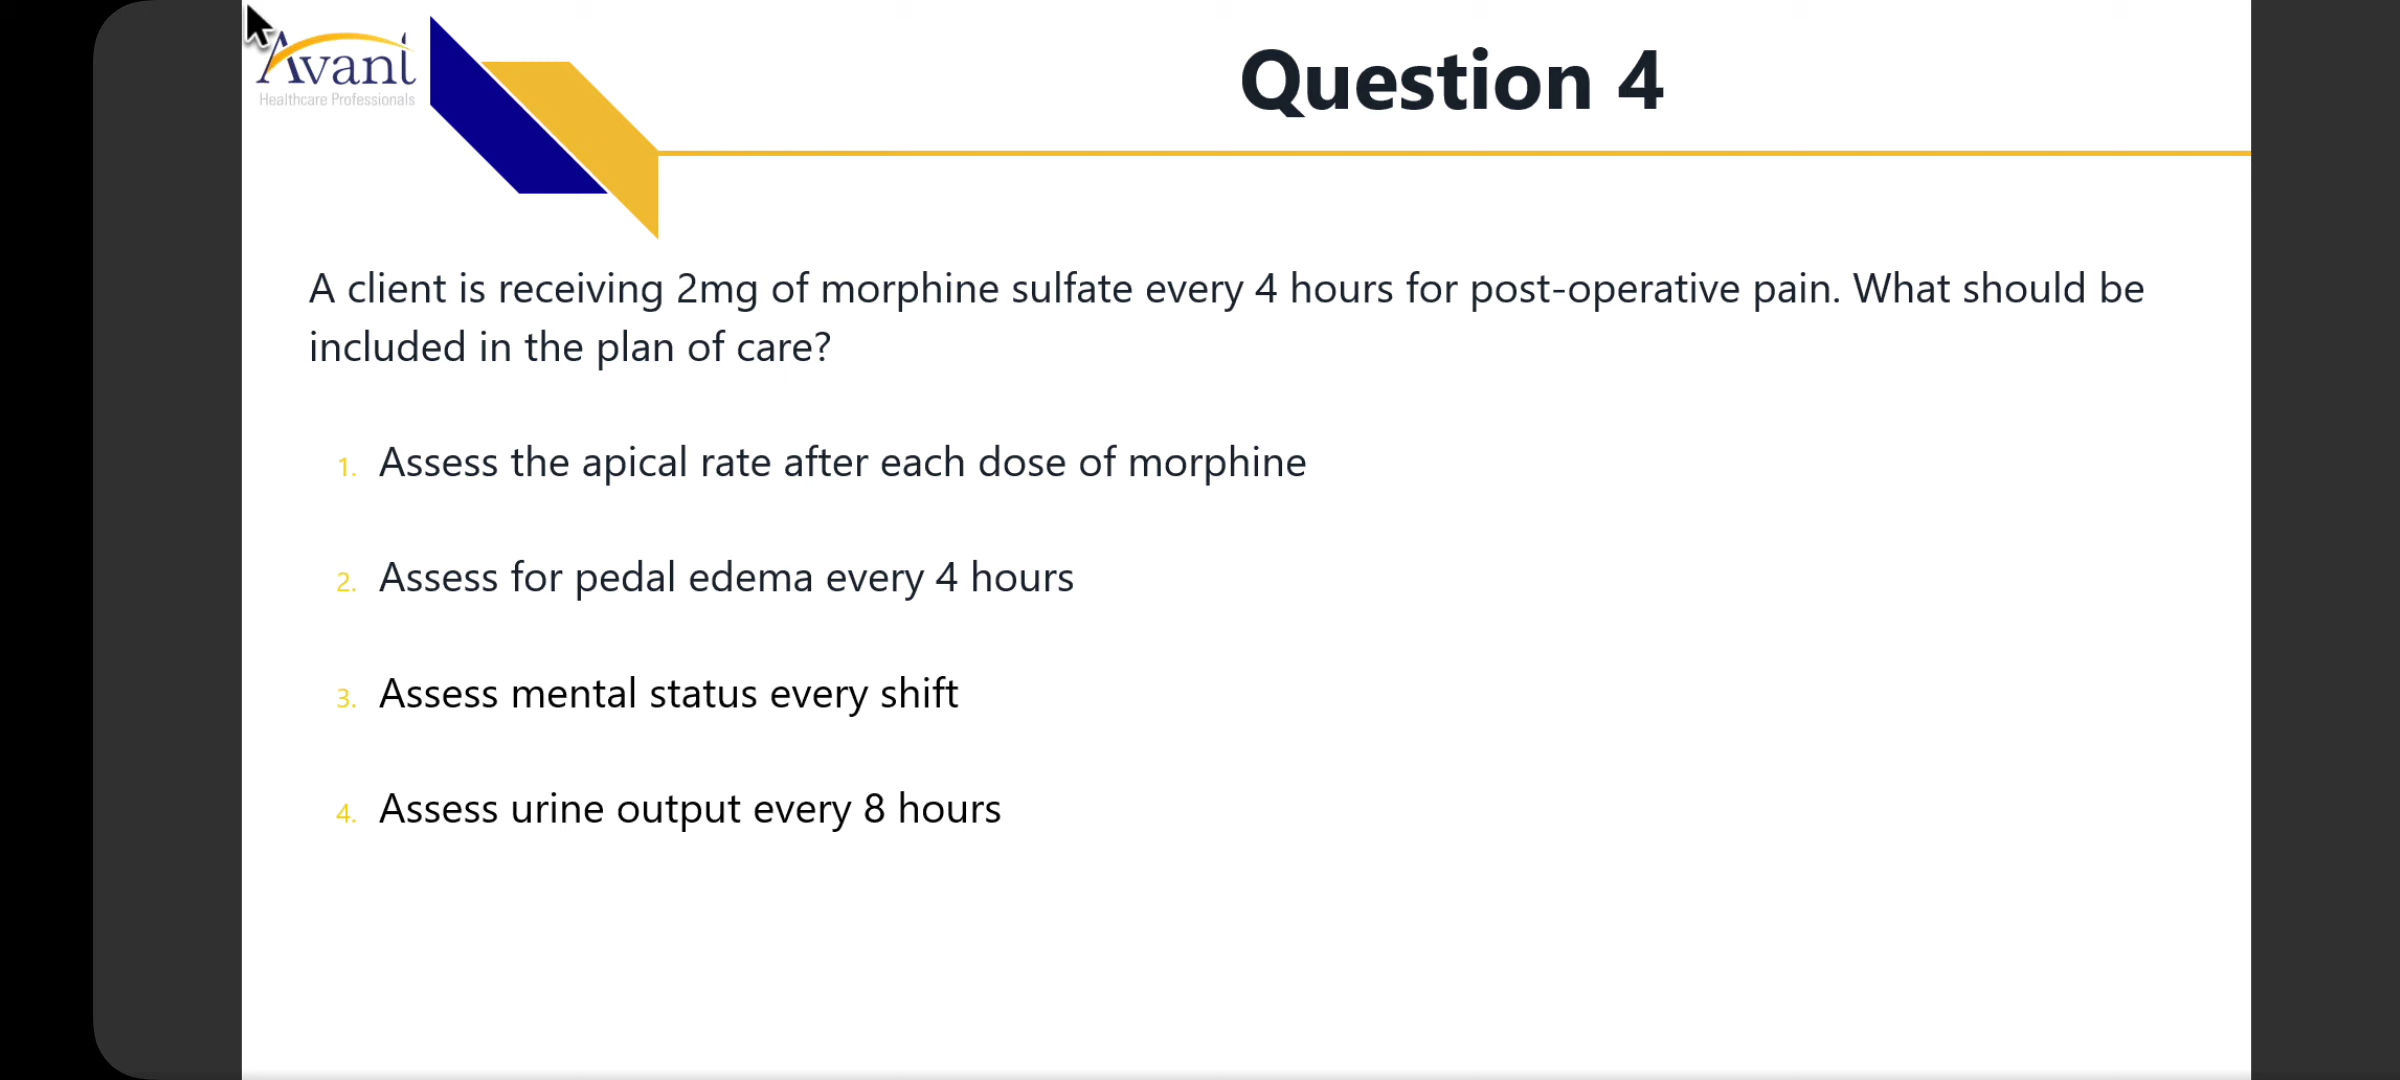 Avant
Healthcare Professionals
Question 4
A client is receiving 2mg of morphine sulfate every 4 hours for post-operative pain. What should be
included in the plan of care?
1. Assess the apical rate after each dose of morphine
2. Assess for pedal edema every 4 hours
3. Assess mental status every shift
4. Assess urine output every 8 hours